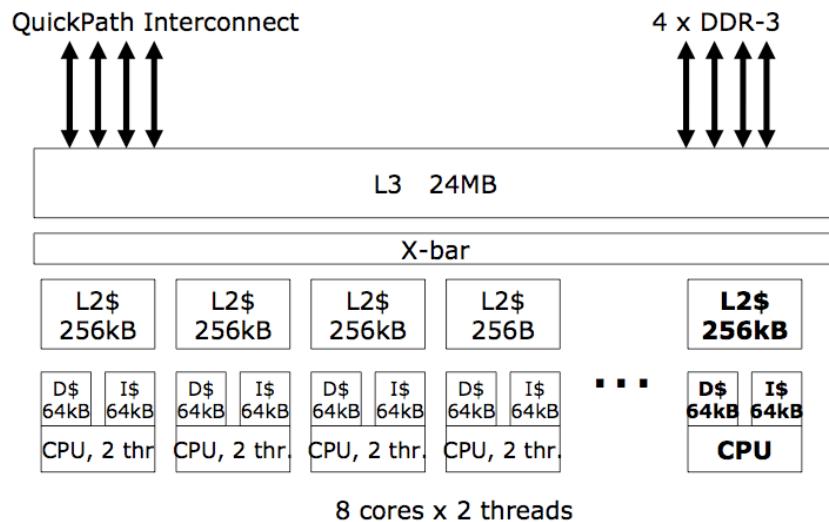 QuickPath Interconnect
4 x DDR-3
L3 24MB
X-bar
L2$
256kB
L2$
256kB
L2$
256kB
L2$
256B
L2$
256kB
D$
64kB
I$
64kB
D$
64kB
I$
64kB
D$
64kB
I$
64kB
D$
64kB
I$
64kB
...
D$
64kB
I$
64kB
CPU, 2 thr
CPU, 2 thr.
CPU, 2 thr.
CPU, 2 thr.
CPU
8 cores x 2 threads